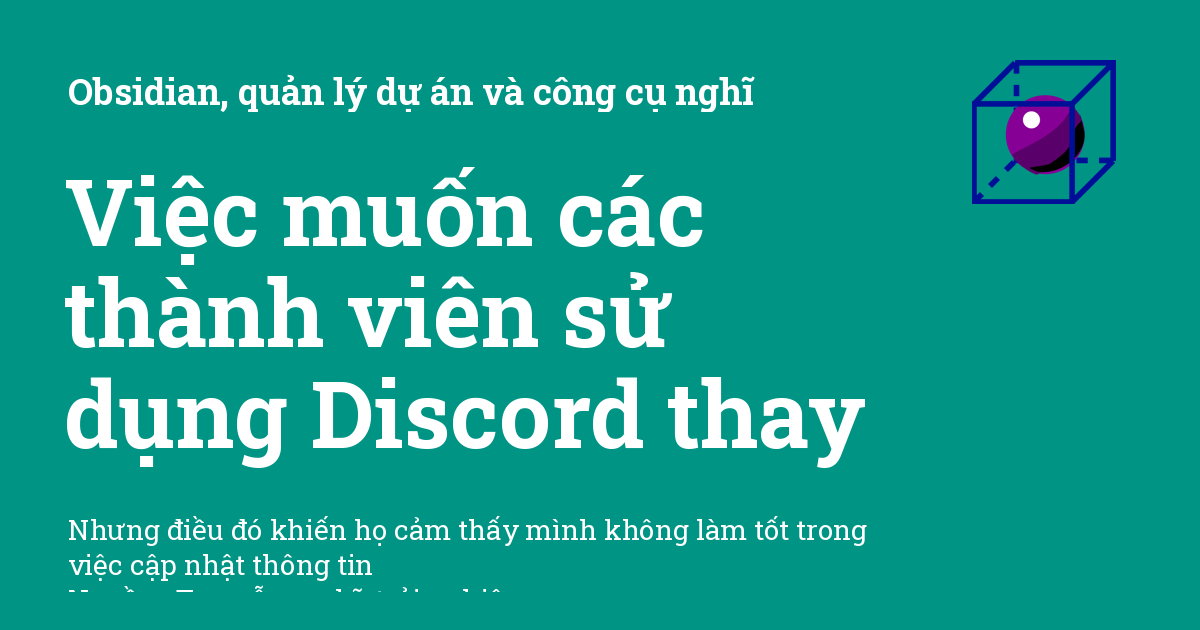 Obsidian, quản lý dự án và công cụ nghĩ
Việc muốn các
thành viên sử
dụng Discord thay
Nhưng điều đó khiến họ cảm thấy mình không làm tốt trong
việc cập nhật thông tin